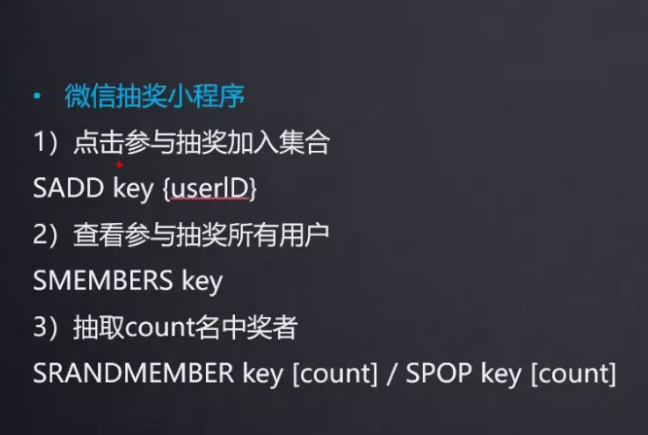 • 微信抽奖小程序
1）点击参与抽奖加入集合
SADD key {userlD}
2）查看参与抽奖所有用户
SMEMBERS key
3）抽取count名中奖者
SRANDMEMBER key [count] / SPOP key [count]